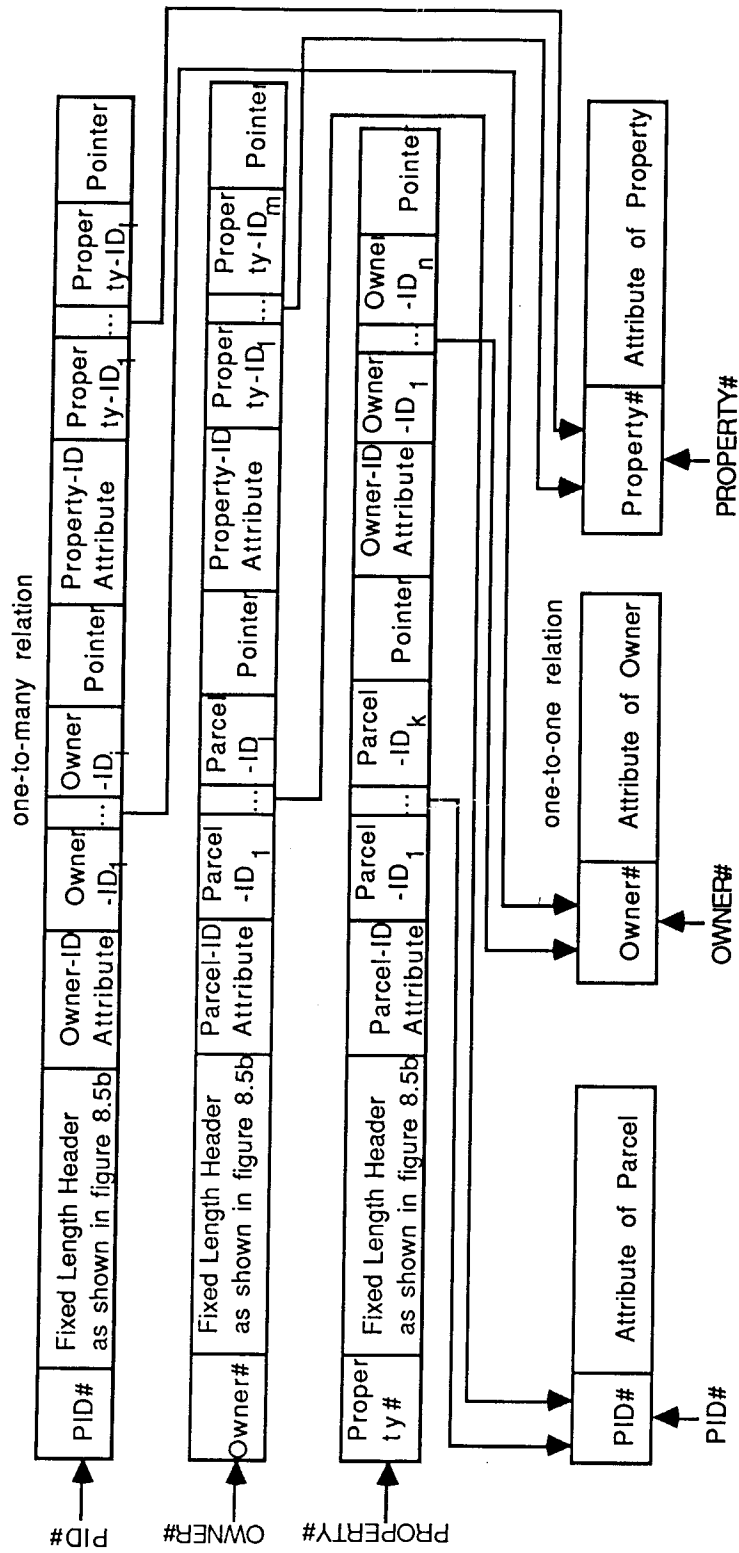 one-to-many relation
PID#
PID#
Fixed Length Header
as shown in figure 8.5b
Owner-ID
Attribute
Owner
-ID1
...
Owner
-IDi
Pointer
Property-ID
Attribute
Proper
ty-ID1
...
Proper
ty-IDj
Pointer
OWNER#
Owner#
Fixed Length Header
as shown in figure 8.5b
Parcel-ID
Attribute
Parcel
-ID1
...
Parcel
-ID
Pointer
Property-ID
Attribute
Proper
ty-ID1
...
Proper
ty-IDm
Pointer
PROPERTY#
Proper
ty#
Fixed Length Header
as shown in figure 8.5b
Parcel-ID
Attribute
Parcel
-ID1
...
Parcel
-IDk
Pointer
Owner-ID
Attribute
Owner
-ID1
...
Owner
-IDn
Pointer
one-to-one relation
PID#
Attribute of Parcel
Owner#
Attribute of Owner
Property#
Attribute of Property
PID#
OWNER#
PROPERTY#